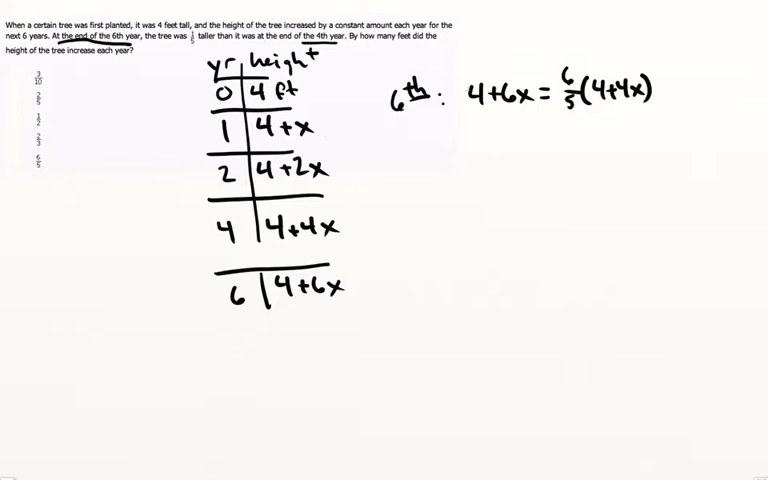 When a certain tree was first planted, it was 4 feet tall, and the height of the tree increased by a constant amount each year for the
next 6 years. At the end of the 6th year, the tree was 1/5 taller than it was at the end of the 4th year. By how many feet did the
height of the tree increase each year?
3/10
2/5
1/2
2/3
6/5
yr height
0 4 ft
1 4+x
2 4+2x
4 4+4x
6 4+6x
6th: 4+6x = 6/5(4+4x)